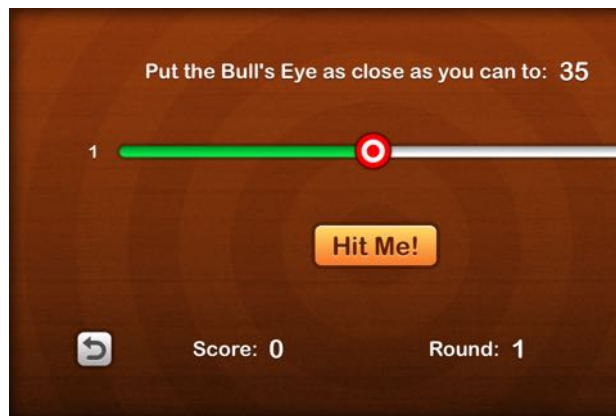 Put the Bull's Eye as close as you can to: 35
1
Hit Me!
Score: 0 Round: 1